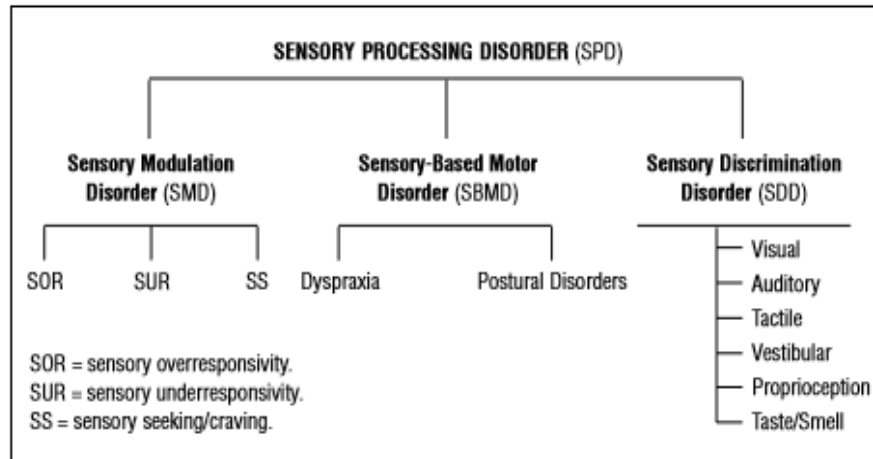 SENSORY PROCESSING DISORDER (SPD)
Sensory Modulation
Disorder (SMD)
Sensory-Based Motor
Disorder (SBMD)
Sensory Discrimination
Disorder (SDD)
SOR
SUR
SS
Dyspraxia
Postural Disorders
Visual
Auditory
Tactile
Vestibular
Proprioception
Taste/Smell
SOR = sensory overresponsivity.
SUR = sensory underresponsivity.
SS = sensory seeking/craving.